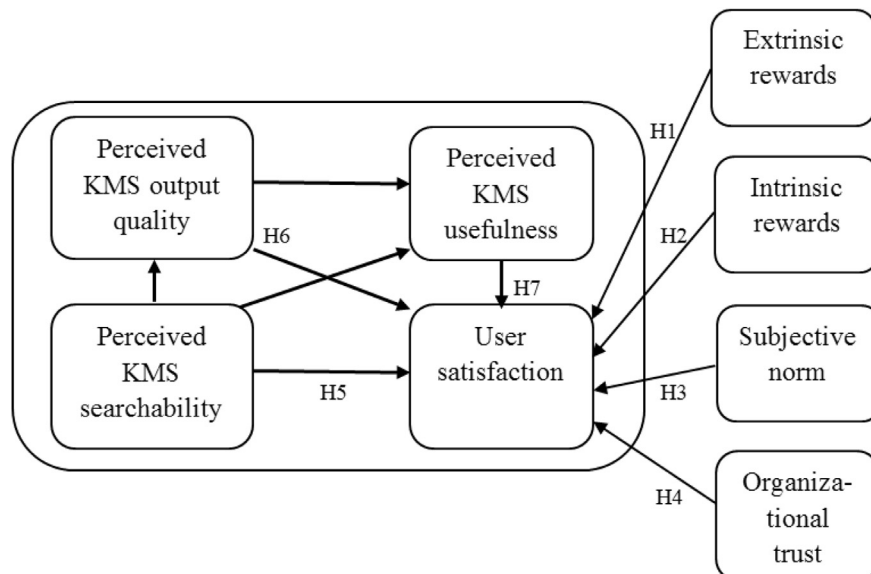 Extrinsic
rewards
H1
Perceived
KMS output
quality
Perceived
KMS
usefulness
Intrinsic
rewards
H2
H6
H7
Perceived
KMS
searchability
User
satisfaction
H5
Subjective
norm
H3
H4
Organiza-
tional
trust